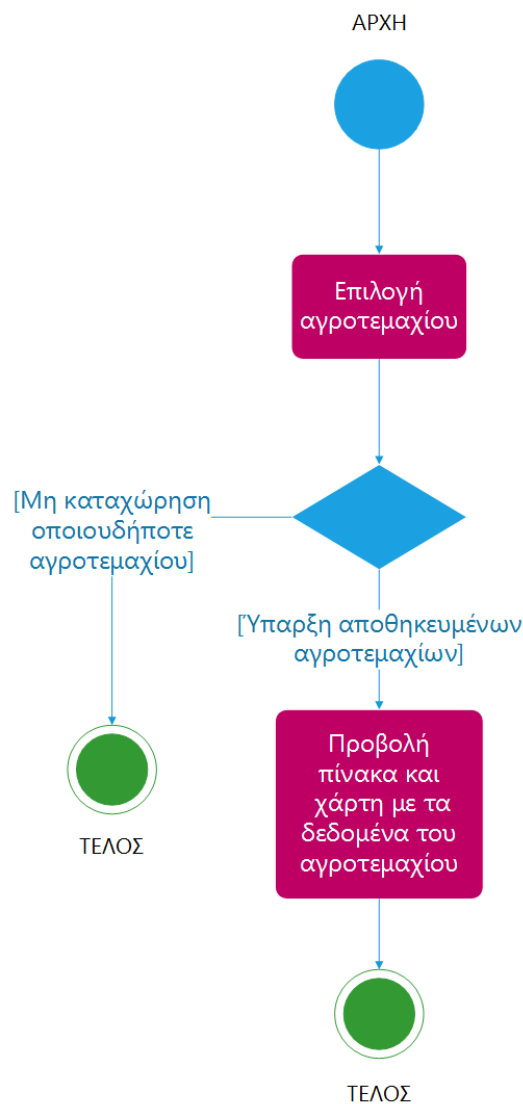 ΑΡΧΗ
Επιλογή
αγροτεμαχίου
[Μη καταχώρηση
οποιουδήποτε
αγροτεμαχίου]
[Ύπαρξη αποθηκευμένων
αγροτεμαχίων]
Προβολή
πίνακα και
χάρτη με τα
δεδομένα του
αγροτεμαχίου
ΤΕΛΟΣ
ΤΕΛΟΣ